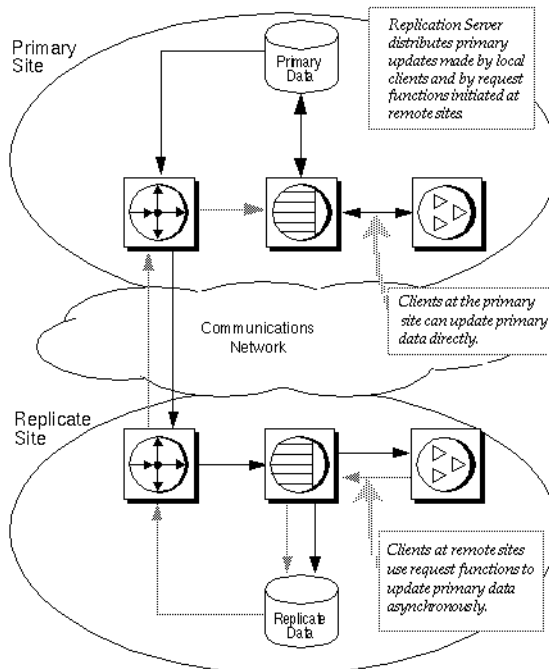 Primary
Site
Primary
Data
Replication Server
distributes primary
updates made by local
clients and by request
functions initiated at
remote sites.
Clients at the primary
site can update primary
data directly.
Communications
Network
Replicate
Site
Clients at remote sites
use request functions to
update primary data
asynchronously.
Replicate
Data